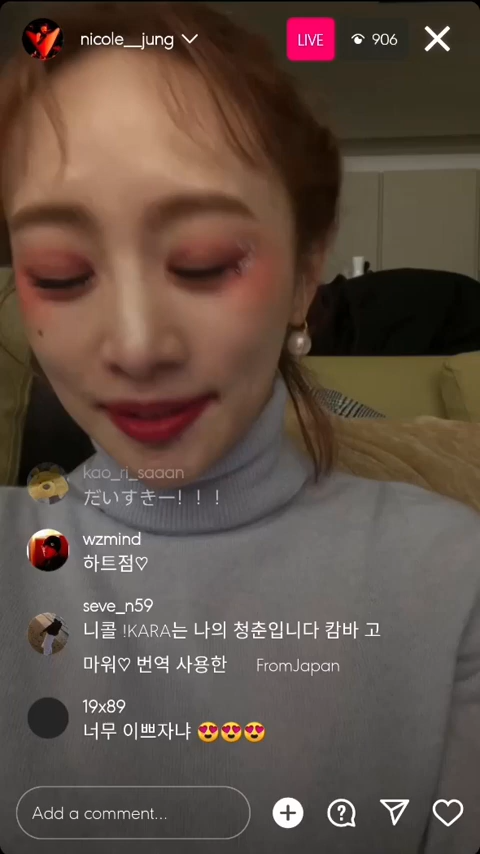 nicole__jung
LIVE
906
kao_ri_saaan
だいすきー！！！
wzmind
하트점♡
seve_n59
니콜 !KARA는 나의 청춘입니다 캄바 고
마워♡ 번역 사용한 FromJapan
19x89
너무 이쁘자냐 😍😍😍
Add a comment...